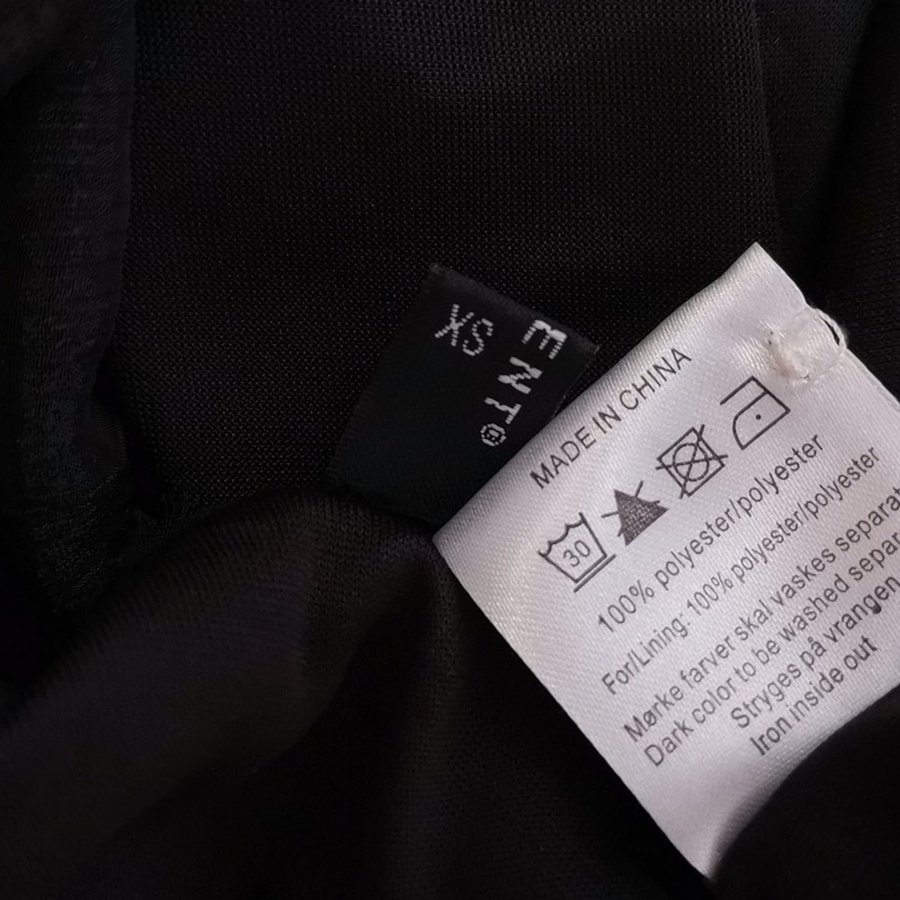 XS
ENT®
MADE IN CHINA
30
100% polyester/polyester
For/Lining: 100% polyester/polyester
Mørke farver skal vaskes separat
Dark color to be washed separ
Stryges på vrangen
Iron inside out